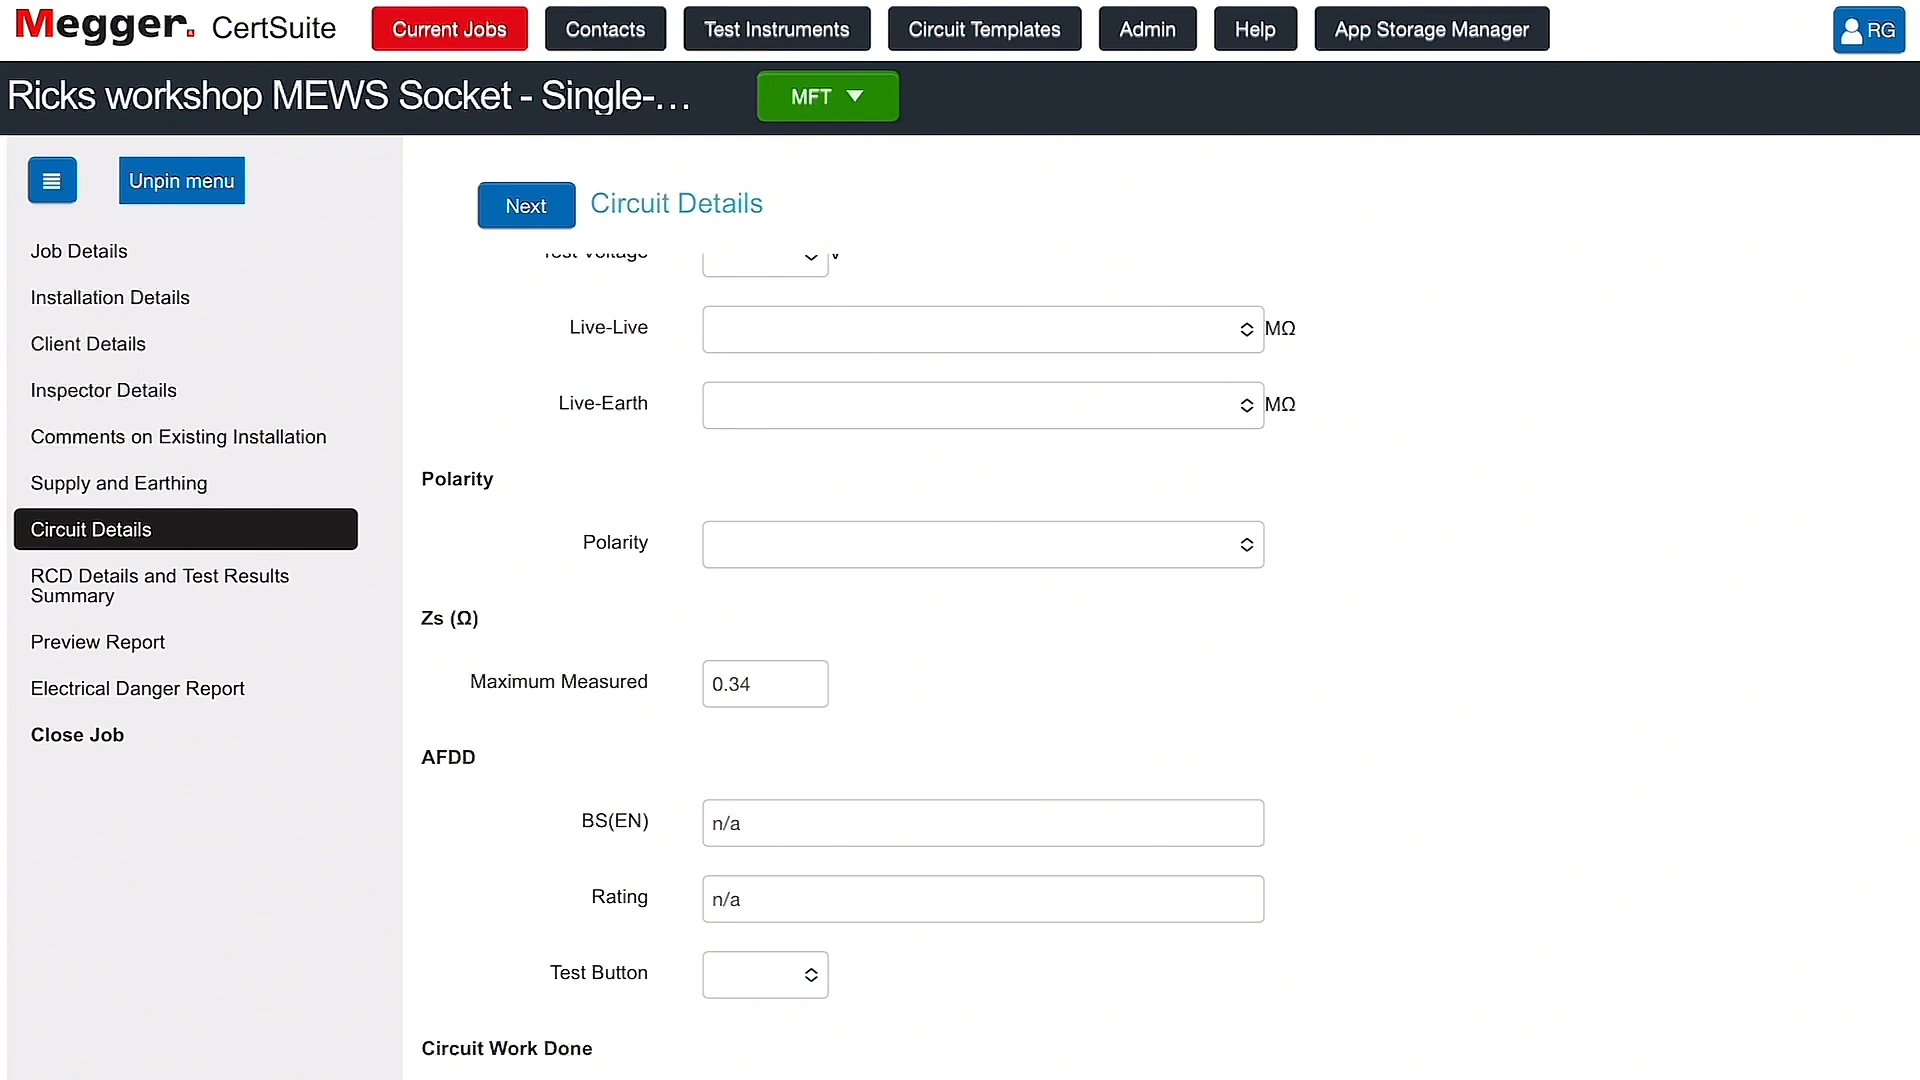 Megger. CertSuite
Current Jobs
Contacts
Test Instruments
Circuit Templates
Admin
Help
App Storage Manager
RG
Ricks workshop MEWS Socket - Single-...
MFT
Unpin menu
Job Details
Installation Details
Client Details
Inspector Details
Comments on Existing Installation
Supply and Earthing
Circuit Details
RCD Details and Test Results
Summary
Preview Report
Electrical Danger Report
Close Job
Next
Circuit Details
Test Voltage V
Live-Live MΩ
Live-Earth MΩ
Polarity
Polarity
Zs (Ω)
Maximum Measured 0.34
AFDD
BS(EN) n/a
Rating n/a
Test Button
Circuit Work Done